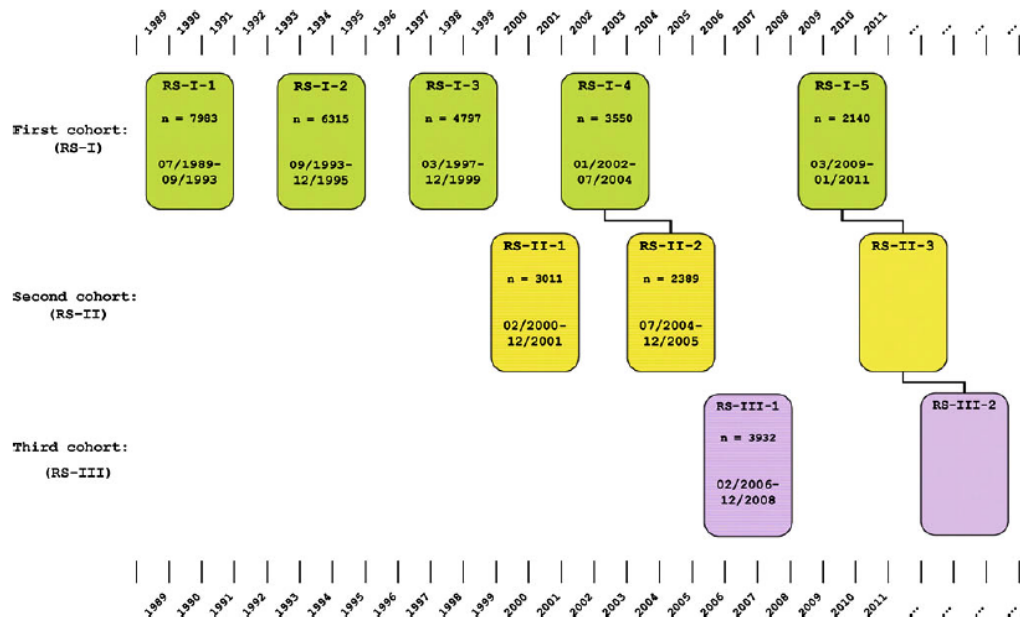 1989 1990 1991 1992 1993 1994 1995 1996 1997 1998 1999 2000 2001 2002 2003 2004 2005 2006 2007 2008 2009 2010 2011 … … … …
First cohort:
(RS-I)
RS-I-1
n = 7983
07/1989-
09/1993
RS-I-2
n = 6315
09/1993-
12/1995
RS-I-3
n = 4797
03/1997-
12/1999
RS-I-4
n = 3550
01/2002-
07/2004
RS-I-5
n = 2140
03/2009-
01/2011
Second cohort:
(RS-II)
RS-II-1
n = 3011
02/2000-
12/2001
RS-II-2
n = 2389
07/2004-
12/2005
RS-II-3
Third cohort:
(RS-III)
RS-III-1
n = 3932
02/2006-
12/2008
RS-III-2
1989 1990 1991 1992 1993 1994 1995 1996 1997 1998 1999 2000 2001 2002 2003 2004 2005 2006 2007 2008 2009 2010 2011 … … … …